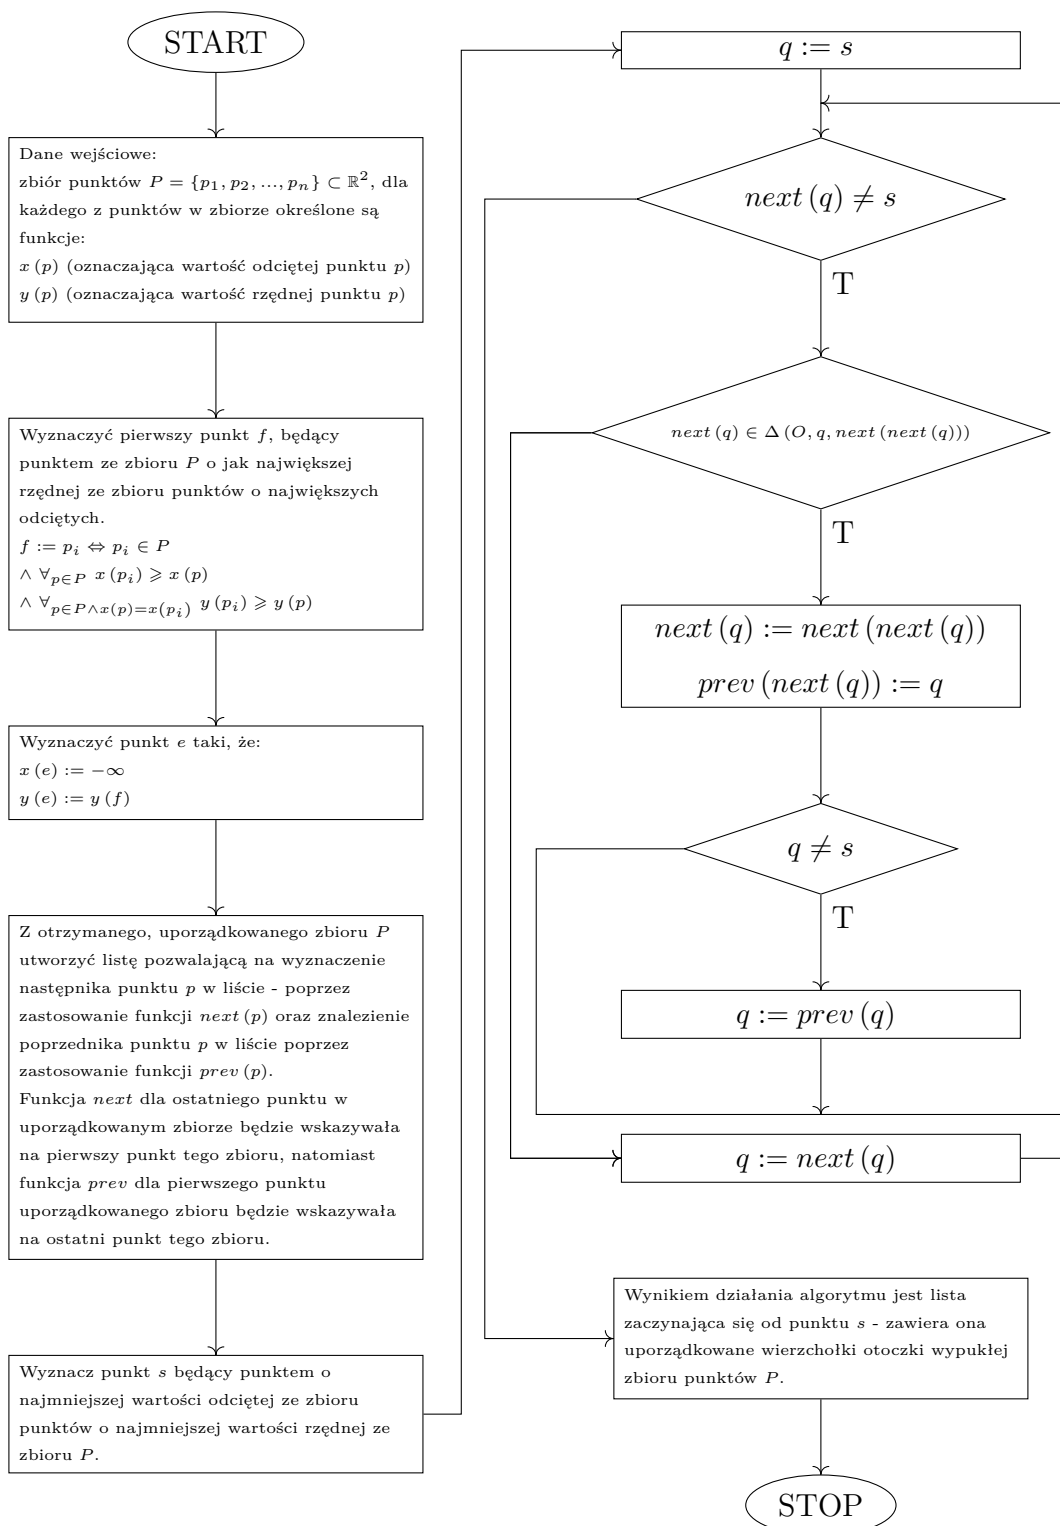 START
Dane wejściowe:
zbiór punktów P = {p₁, p₂, ..., pₙ} ⊂ ℝ², dla
każdego z punktów w zbiorze określone są
funkcje:
x (p) (oznaczająca wartość odciętej punktu p)
y (p) (oznaczająca wartość rzędnej punktu p)
Wyznaczyć pierwszy punkt f, będący
punktem ze zbioru P o jak największej
rzędnej ze zbioru punktów o największych
odciętych.
f := pᵢ ⇔ pᵢ ∈ P
∧ ∀_{p∈P} x (pᵢ) ⩾ x (p)
∧ ∀_{p∈P∧x(p)=x(pᵢ)} y (pᵢ) ⩾ y (p)
Wyznaczyć punkt e taki, że:
x (e) := −∞
y (e) := y (f)
Z otrzymanego, uporządkowanego zbioru P
utworzyć listę pozwalającą na wyznaczenie
następnika punktu p w liście - poprzez
zastosowanie funkcji next (p) oraz znalezienie
poprzednika punktu p w liście poprzez
zastosowanie funkcji prev (p).
Funkcja next dla ostatniego punktu w
uporządkowanym zbiorze będzie wskazywała
na pierwszy punkt tego zbioru, natomiast
funkcja prev dla pierwszego punktu
uporządkowanego zbioru będzie wskazywała
na ostatni punkt tego zbioru.
Wyznacz punkt s będący punktem o
najmniejszej wartości odciętej ze zbioru
punktów o najmniejszej wartości rzędnej ze
zbioru P.
q := s
next (q) ≠ s
T
next (q) ∈ Δ (O, q, next (next (q)))
T
next (q) := next (next (q))
prev (next (q)) := q
q ≠ s
T
q := prev (q)
q := next (q)
Wynikiem działania algorytmu jest lista
zaczynająca się od punktu s - zawiera ona
uporządkowane wierzchołki otoczki wypukłej
zbioru punktów P.
STOP